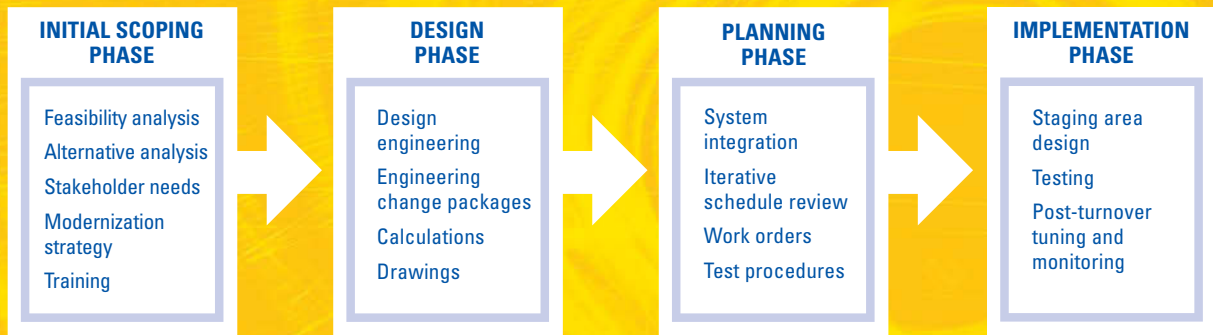 INITIAL SCOPING
PHASE
Feasibility analysis
Alternative analysis
Stakeholder needs
Modernization
strategy
Training
DESIGN
PHASE
Design
engineering
Engineering
change packages
Calculations
Drawings
PLANNING
PHASE
System
integration
Iterative
schedule review
Work orders
Test procedures
IMPLEMENTATION
PHASE
Staging area
design
Testing
Post-turnover
tuning and
monitoring